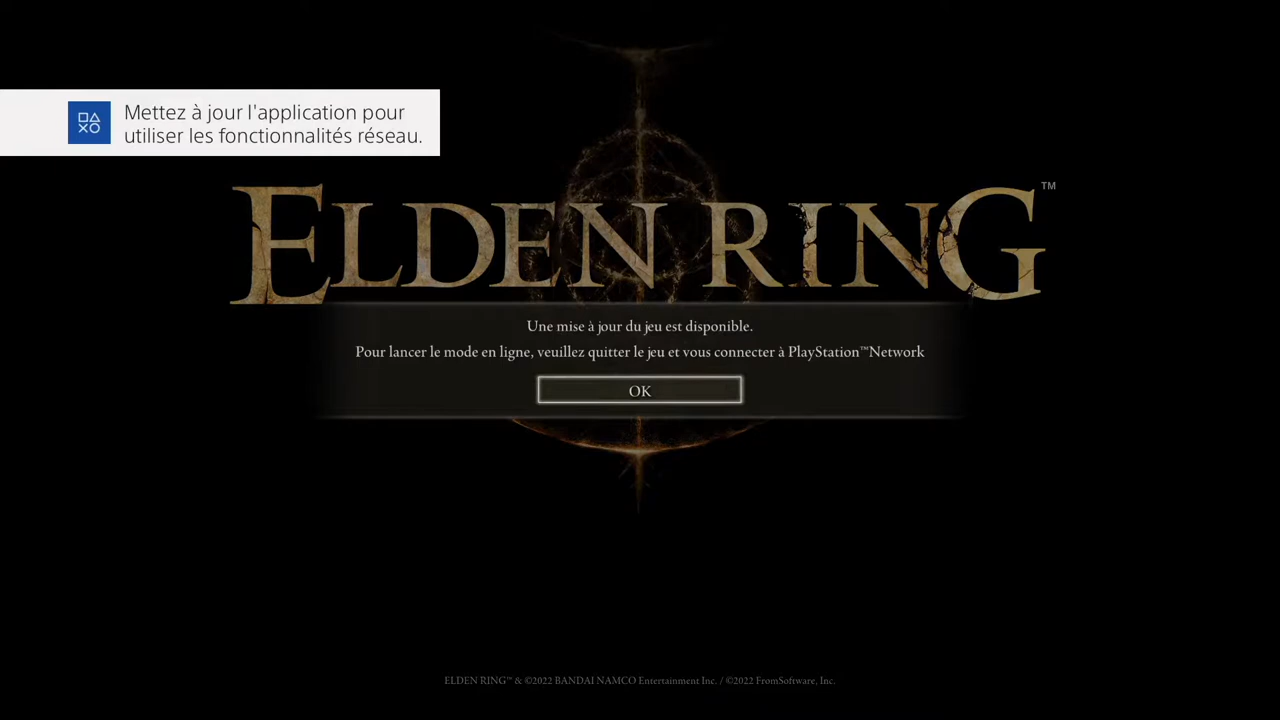 Mettez à jour l'application pour
utiliser les fonctionnalités réseau.
ELDEN RING™
Une mise à jour du jeu est disponible.
Pour lancer le mode en ligne, veuillez quitter le jeu et vous connecter à PlayStation™Network
OK
ELDEN RING™ & ©2022 BANDAI NAMCO Entertainment Inc. / ©2022 FromSoftware, Inc.